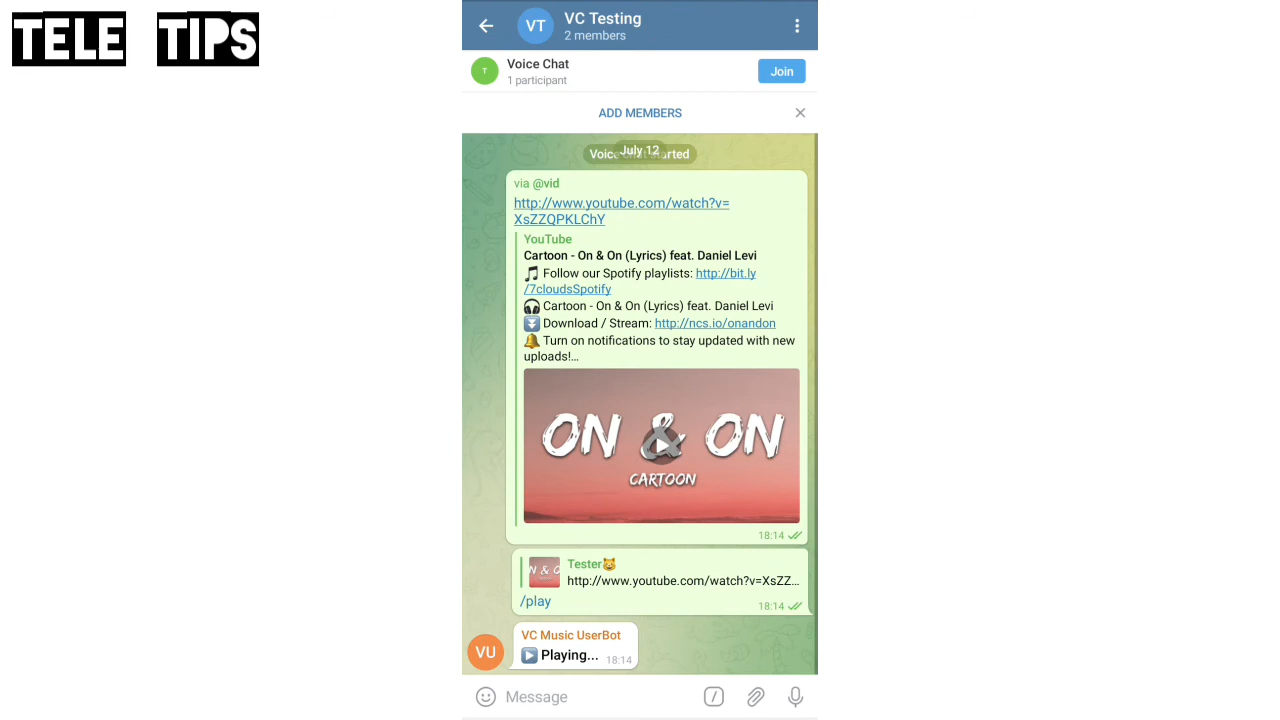 TELE TIPS
VT
VC Testing
2 members
T
Voice Chat
1 participant
Join
ADD MEMBERS
July 12
via @vid
http://www.youtube.com/watch?v=
XsZZQPKLChY
YouTube
Cartoon - On & On (Lyrics) feat. Daniel Levi
Follow our Spotify playlists: http://bit.ly
/7cloudsSpotify
Cartoon - On & On (Lyrics) feat. Daniel Levi
Download / Stream: http://ncs.io/onandon
Turn on notifications to stay updated with new
uploads!...
ON & ON
CARTOON
18:14
Tester
http://www.youtube.com/watch?v=XsZZ...
/play
18:14
VU
VC Music UserBot
Playing...
18:14
Message